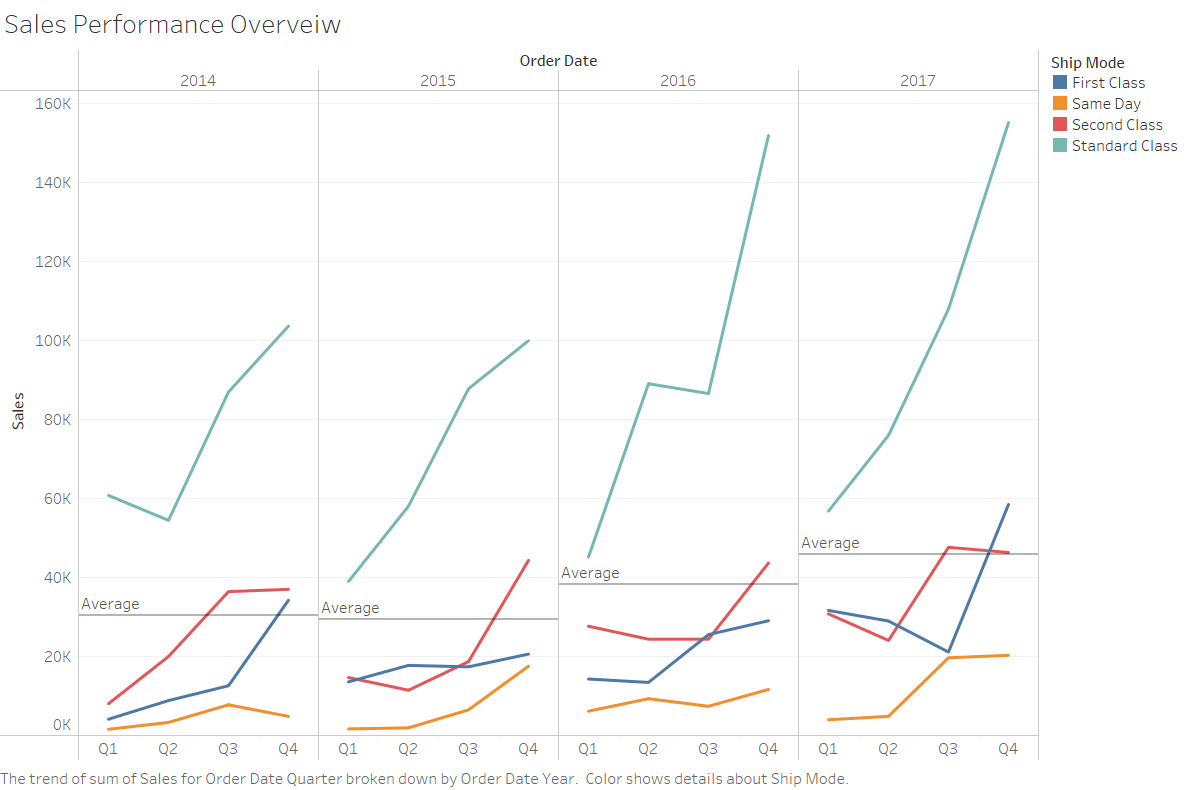 Sales Performance Overveiw
Order Date
2014 2015 2016 2017
Ship Mode
First Class
Same Day
Second Class
Standard Class
160K
140K
120K
100K
80K
60K
40K
20K
0K
Sales
Average
Average
Average
Average
Q1 Q2 Q3 Q4 Q1 Q2 Q3 Q4 Q1 Q2 Q3 Q4 Q1 Q2 Q3 Q4
The trend of sum of Sales for Order Date Quarter broken down by Order Date Year.  Color shows details about Ship Mode.